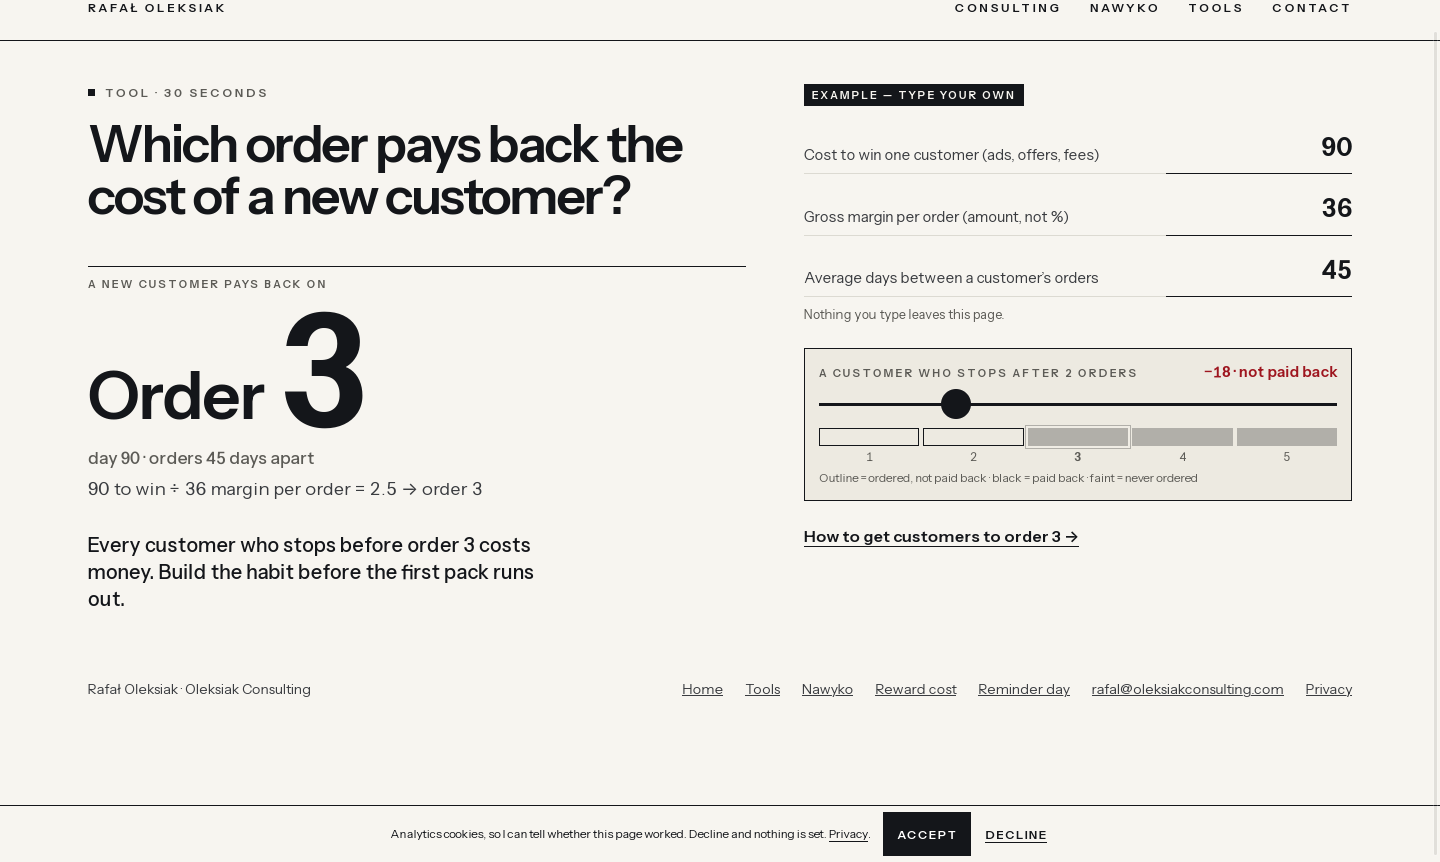 RAFAŁ OLEKSIAK
CONSULTING NAWYKO TOOLS CONTACT
TOOL · 30 SECONDS
Which order pays back the
cost of a new customer?
A NEW CUSTOMER PAYS BACK ON
Order 3
day 90 · orders 45 days apart
90 to win ÷ 36 margin per order = 2.5 → order 3
Every customer who stops before order 3 costs
money. Build the habit before the first pack runs
out.
EXAMPLE — TYPE YOUR OWN
Cost to win one customer (ads, offers, fees) 90
Gross margin per order (amount, not %) 36
Average days between a customer’s orders 45
Nothing you type leaves this page.
A CUSTOMER WHO STOPS AFTER 2 ORDERS −18 · not paid back
1 2 3 4 5
Outline = ordered, not paid back · black = paid back · faint = never ordered
How to get customers to order 3 →
Rafał Oleksiak · Oleksiak Consulting
Home Tools Nawyko Reward cost Reminder day rafal@oleksiakconsulting.com Privacy
Analytics cookies, so I can tell whether this page worked. Decline and nothing is set. Privacy.
ACCEPT DECLINE